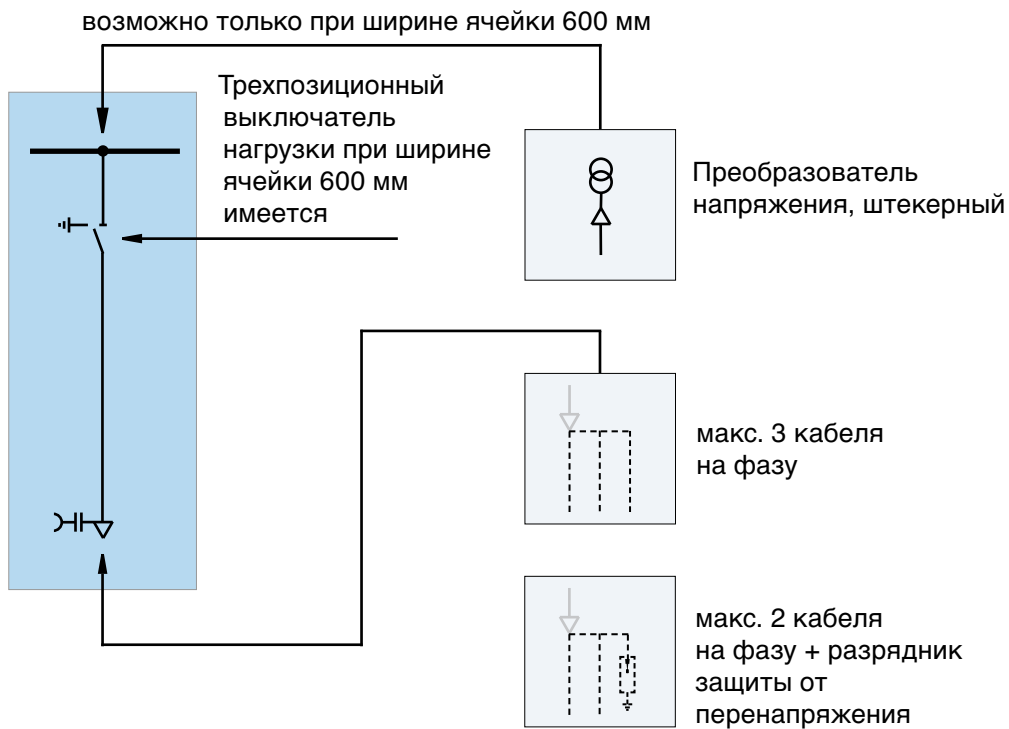 возможно только при ширине ячейки 600 мм
Трехпозиционный
выключатель
нагрузки при ширине
ячейки 600 мм
имеется
Преобразователь
напряжения, штекерный
макс. 3 кабеля
на фазу
макс. 2 кабеля
на фазу + разрядник
защиты от
перенапряжения